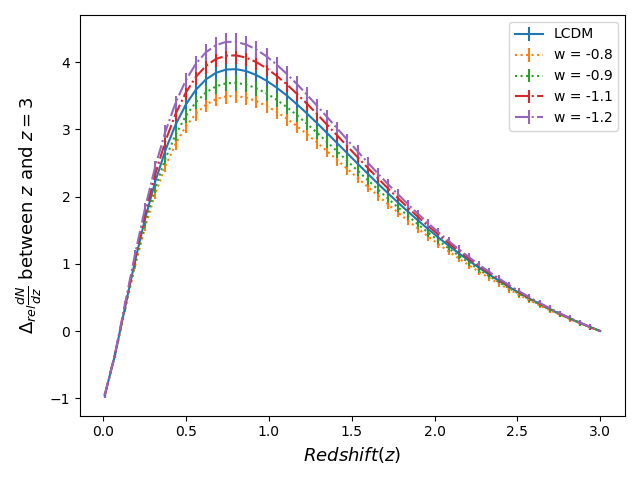 LCDM
w = -0.8
w = -0.9
w = -1.1
w = -1.2
Δrel dN/dz between z and z = 3
4
3
2
1
0
−1
0.0 0.5 1.0 1.5 2.0 2.5 3.0
Redshift(z)